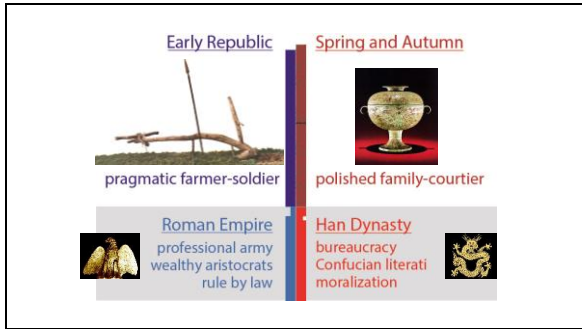 Early Republic
Spring and Autumn
pragmatic farmer-soldier
polished family-courtier
Roman Empire
professional army
wealthy aristocrats
rule by law
Han Dynasty
bureaucracy
Confucian literati
moralization